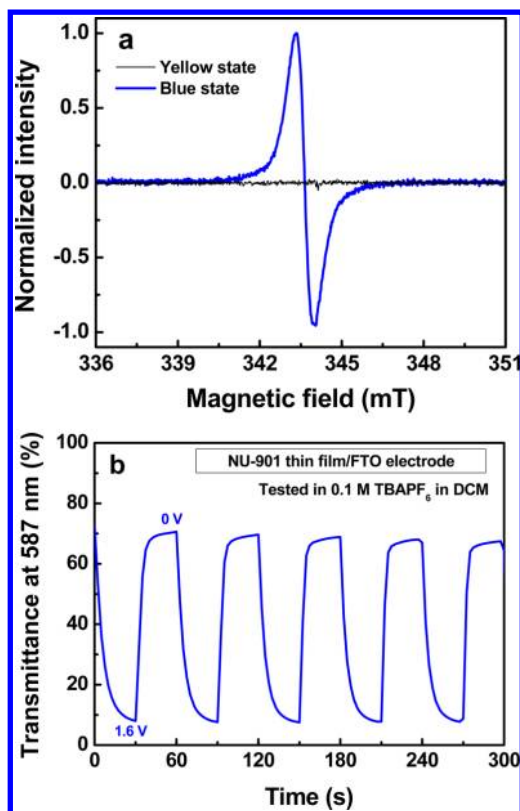 a
Yellow state
Blue state
Normalized intensity
1.0
0.5
0.0
-0.5
-1.0
336 339 342 345 348 351
Magnetic field (mT)
b
NU-901 thin film/FTO electrode
Tested in 0.1 M TBAPF₆ in DCM
0 V
1.6 V
Transmittance at 587 nm (%)
100
80
60
40
20
0
0 60 120 180 240 300
Time (s)